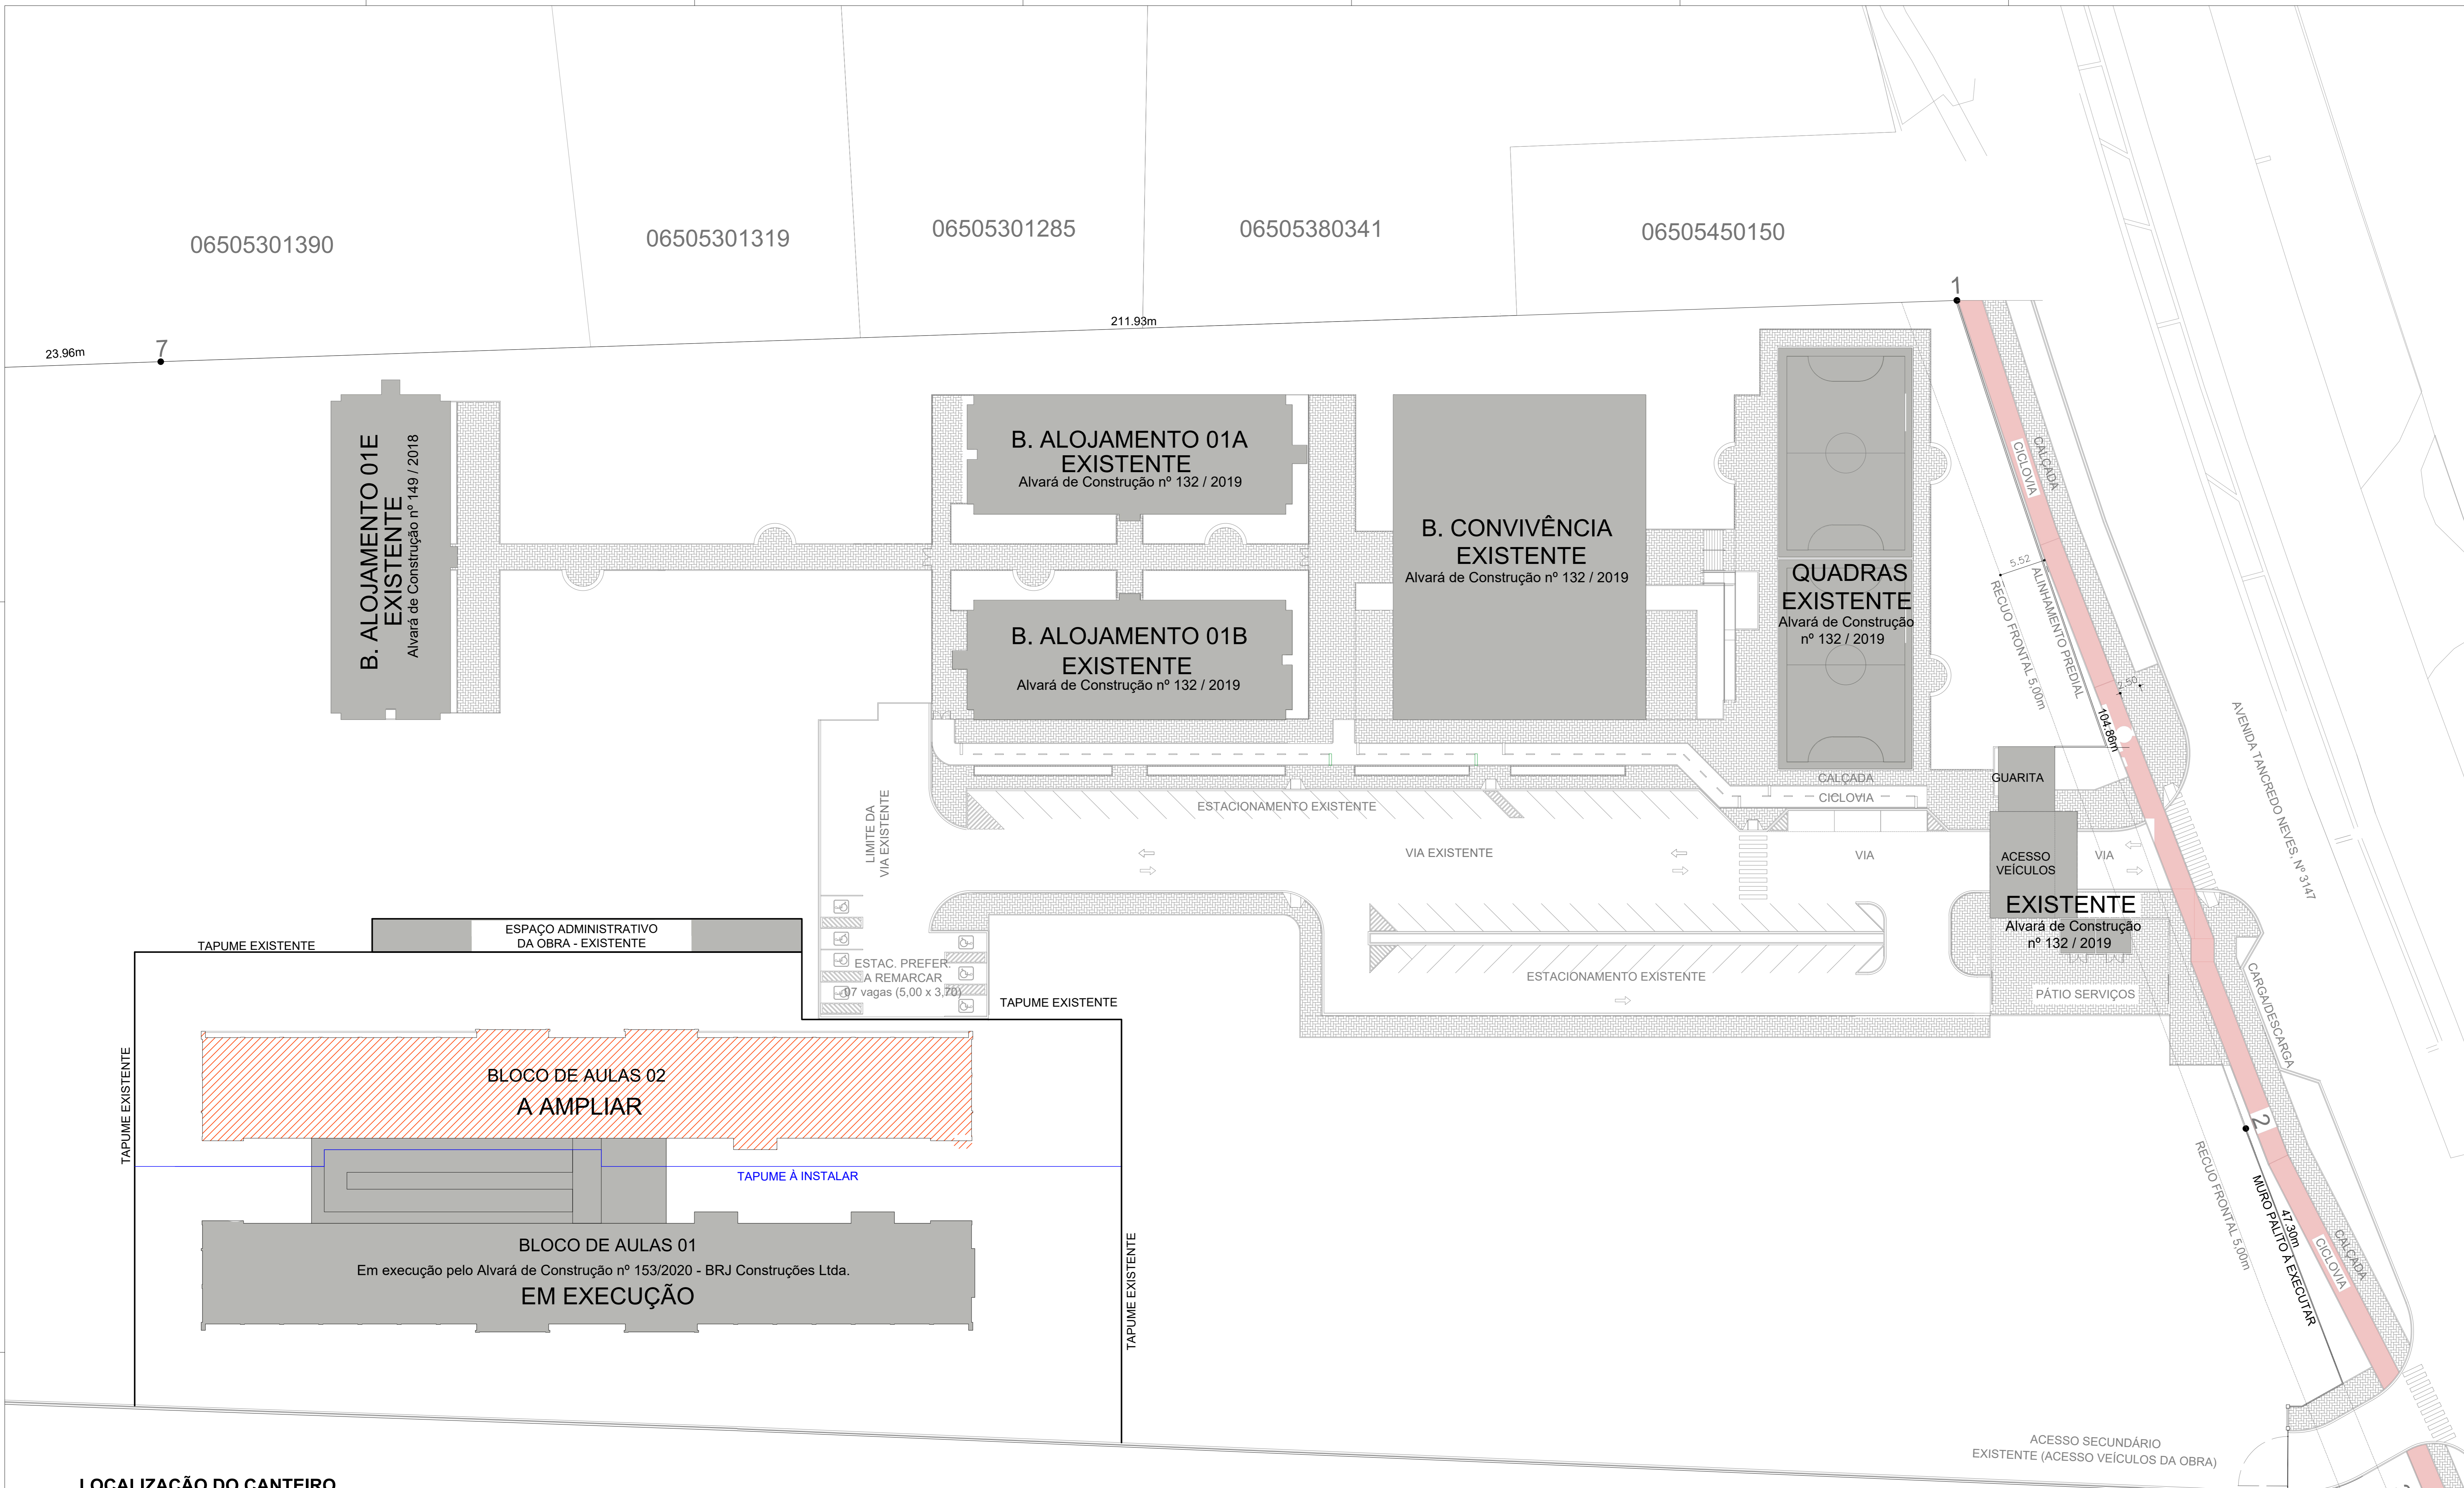 06505301390
06505301319
06505301285
06505380341
06505450150
1
211.93m
7
23.96m
B. ALOJAMENTO 01E
EXISTENTE
Alvará de Construção nº 149 / 2018
B. ALOJAMENTO 01A
EXISTENTE
Alvará de Construção nº 132 / 2019
B. ALOJAMENTO 01B
EXISTENTE
Alvará de Construção nº 132 / 2019
B. CONVIVÊNCIA
EXISTENTE
Alvará de Construção nº 132 / 2019
QUADRAS
EXISTENTE
Alvará de Construção
nº 132 / 2019
CALÇADA
CICLOVIA
5.52
ALINHAMENTO PREDIAL
RECUO FRONTAL 5,00m
2.50
104.86m
AVENIDA TANCREDO NEVES, Nº 3147
GUARITA
CALÇADA
CICLOVIA
ESTACIONAMENTO EXISTENTE
LIMITE DA
VIA EXISTENTE
VIA EXISTENTE
VIA
ACESSO
VEÍCULOS
VIA
EXISTENTE
Alvará de Construção
nº 132 / 2019
ESPAÇO ADMINISTRATIVO
DA OBRA - EXISTENTE
TAPUME EXISTENTE
ESTAC. PREFER.
A REMARCAR
07 vagas (5,00 x 3,70)
ESTACIONAMENTO EXISTENTE
PÁTIO SERVIÇOS
CARGA/DESCARGA
TAPUME EXISTENTE
TAPUME EXISTENTE
BLOCO DE AULAS 02
A AMPLIAR
TAPUME À INSTALAR
2
BLOCO DE AULAS 01
Em execução pelo Alvará de Construção nº 153/2020 - BRJ Construções Ltda.
EM EXECUÇÃO
TAPUME EXISTENTE
RECUO FRONTAL 5,00m
MURO PALITO À EXECUTAR
47.30m
CICLOVIA
CALÇADA
ACESSO SECUNDÁRIO
EXISTENTE (ACESSO VEÍCULOS DA OBRA)
LOCALIZAÇÃO DO CANTEIRO